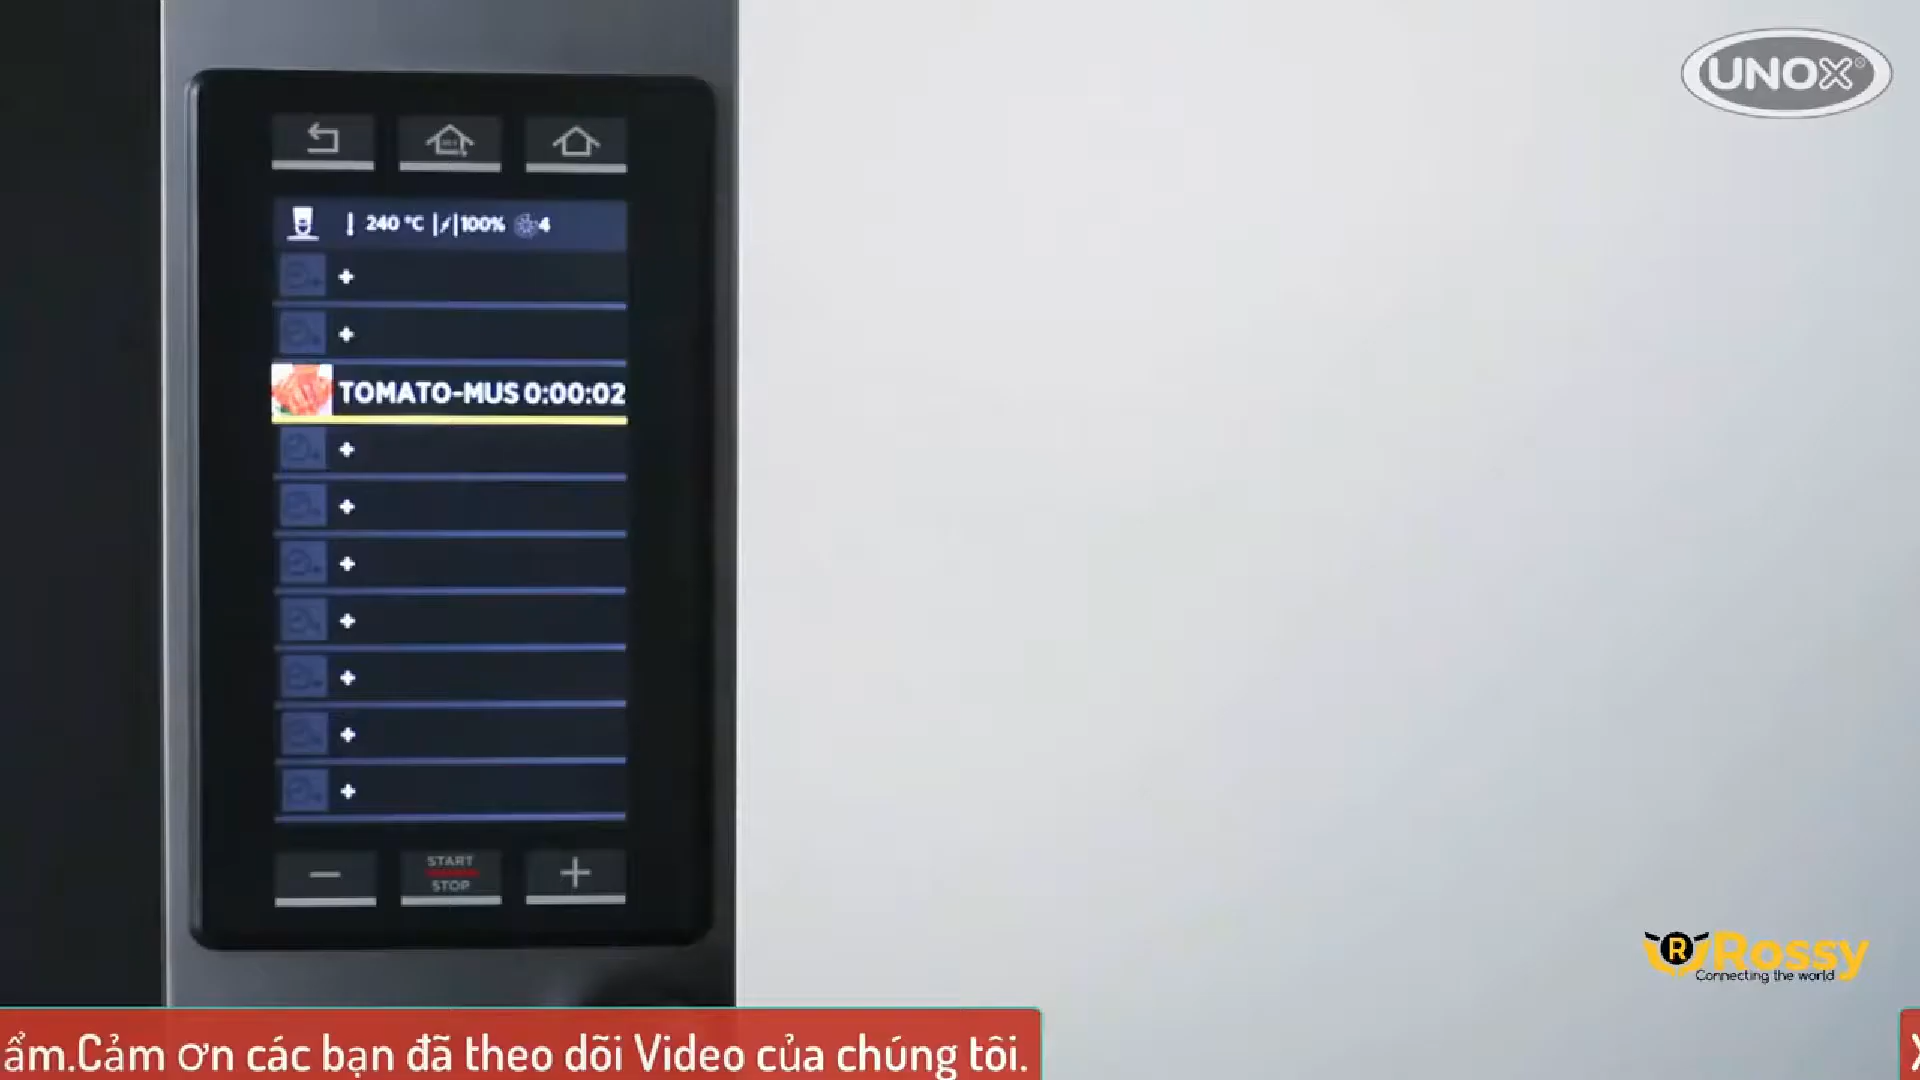 UNOX®
240 °C 100% 4
+
+
TOMATO-MUS 0:00:02
+
+
+
+
+
+
+
−
START
STOP
+
R Rossy
Connecting the world
ẩm.Cảm ơn các bạn đã theo dõi Video của chúng tôi.